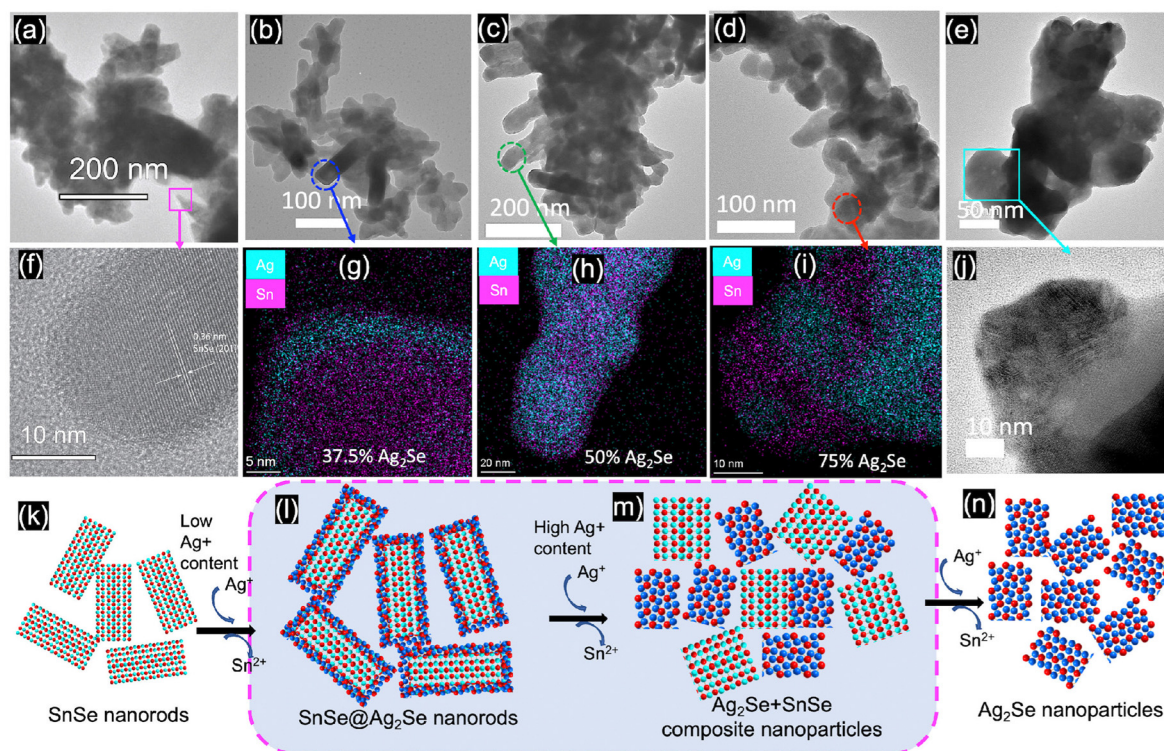 (a)
200 nm
(b)
100 nm
(c)
200 nm
(d)
100 nm
(e)
50 nm
(f)
0.36 nm
SnSe (201)
10 nm
Ag
Sn
(g)
5 nm
37.5% Ag₂Se
Ag
Sn
(h)
20 nm
50% Ag₂Se
Ag
Sn
(i)
10 nm
75% Ag₂Se
(j)
10 nm
(k)
Low
Ag+
content
Ag⁺
Sn²⁺
SnSe nanorods
(l)
SnSe@Ag₂Se nanorods
High Ag+
content
Ag⁺
Sn²⁺
(m)
Ag₂Se+SnSe
composite nanoparticles
Ag⁺
Sn²⁺
(n)
Ag₂Se nanoparticles